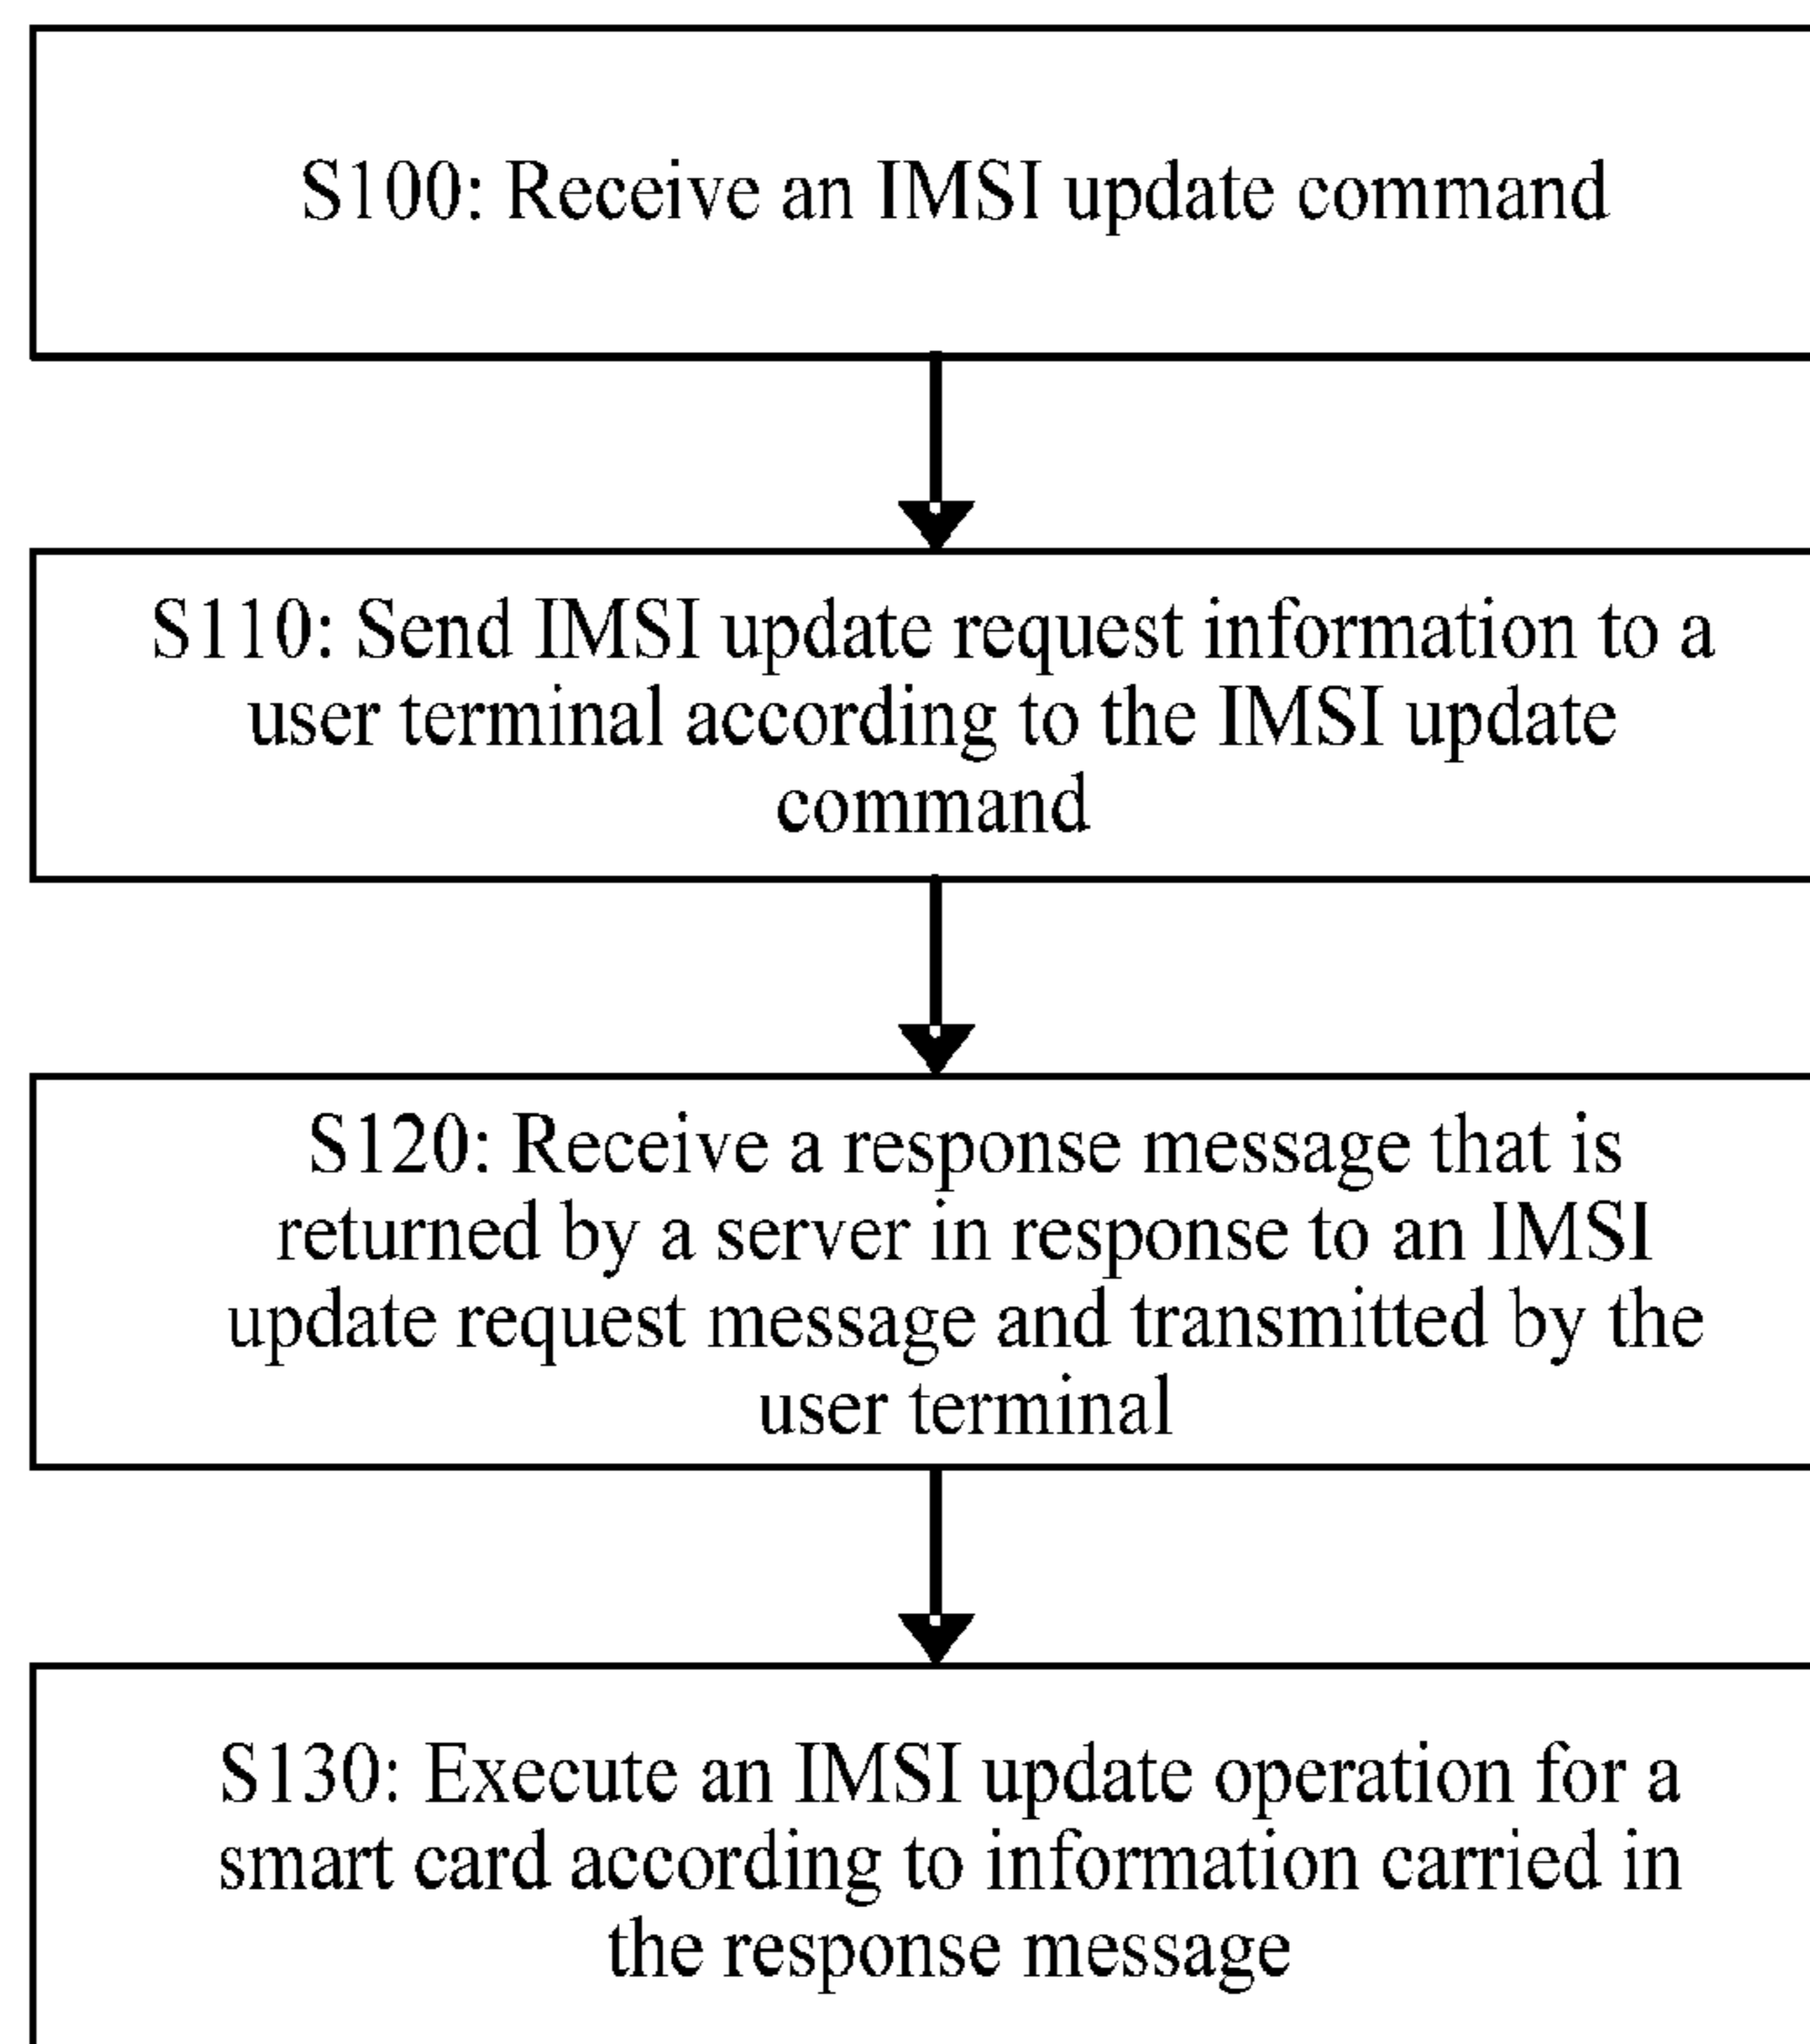 S100: Receive an IMSI update command
S110: Send IMSI update request information to a
user terminal according to the IMSI update
command
S120: Receive a response message that is
returned by a server in response to an IMSI
update request message and transmitted by the
user terminal
S130: Execute an IMSI update operation for a
smart card according to information carried in
the response message